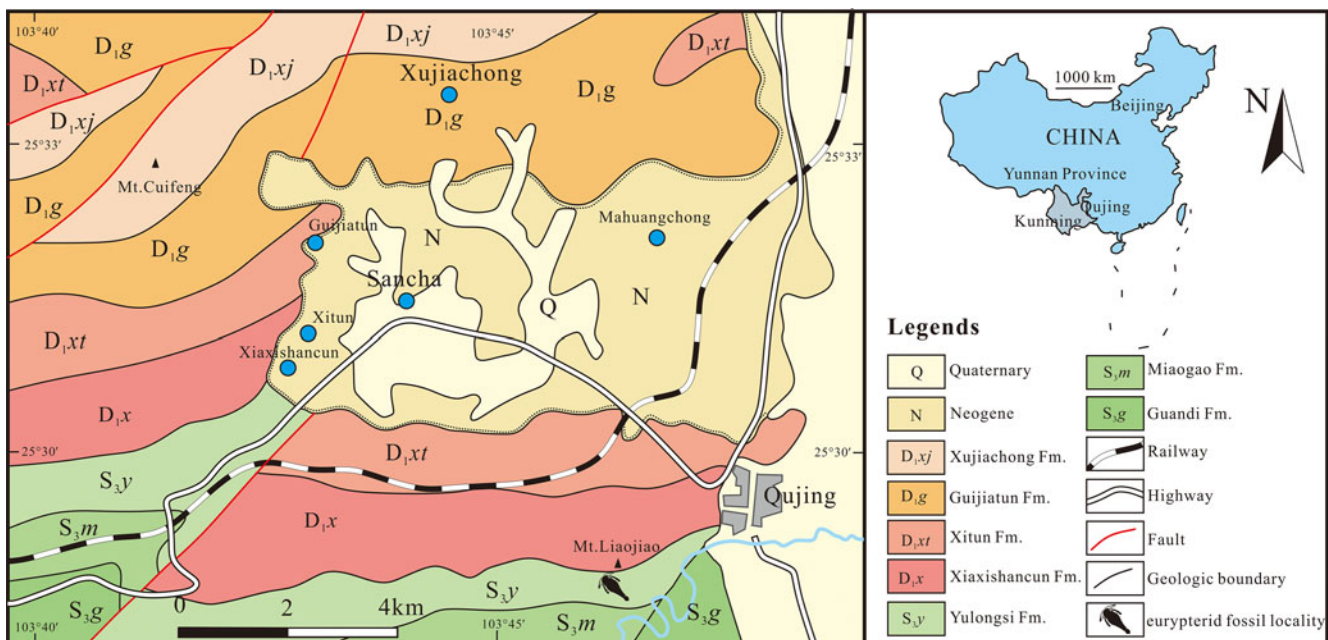 103°40'
D₁g
D₁xj
103°45'
D₁xt
D₁xj
Xujiachong
D₁g
D₁g
D₁xt
D₁xj
25°33'
25°33'
Mt.Cuifeng
D₁g
Guijiatun
N
Mahuangchong
D₁g
Sancha
N
Q
Xitun
D₁xt
Xiaxishancun
D₁x
25°30'
25°30'
D₁xt
S₃y
Qujing
S₃m
D₁x
Mt.Liaojiao
S₃y
S₃g
0 2 4km
S₃m
S₃g
103°40'
103°45'
1000 km
Beijing
N
CHINA
Yunnan Province
Qujing
Kunming
Legends
Q Quaternary
N Neogene
D₁xj Xujiachong Fm.
D₁g Guijiatun Fm.
D₁xt Xitun Fm.
D₁x Xiaxishancun Fm.
S₃y Yulongsi Fm.
S₃m Miaogao Fm.
S₃g Guandi Fm.
Railway
Highway
Fault
Geologic boundary
eurypterid fossil locality